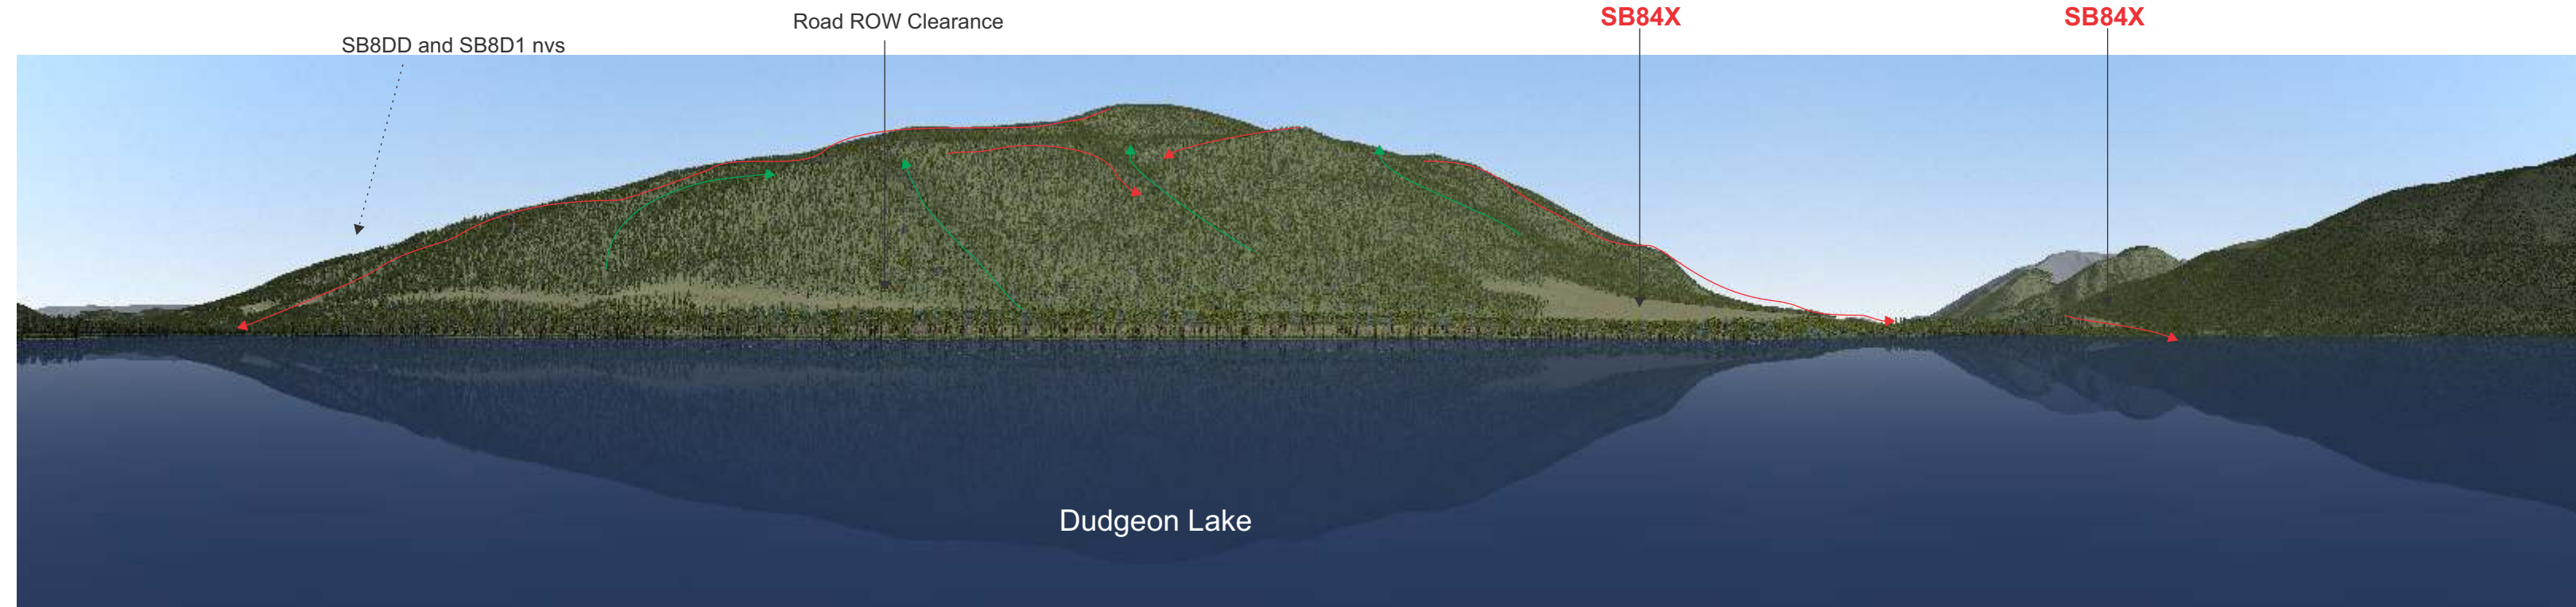 SB8DD and SB8D1 nvs
Road ROW Clearance
SB84X
SB84X
Dudgeon Lake